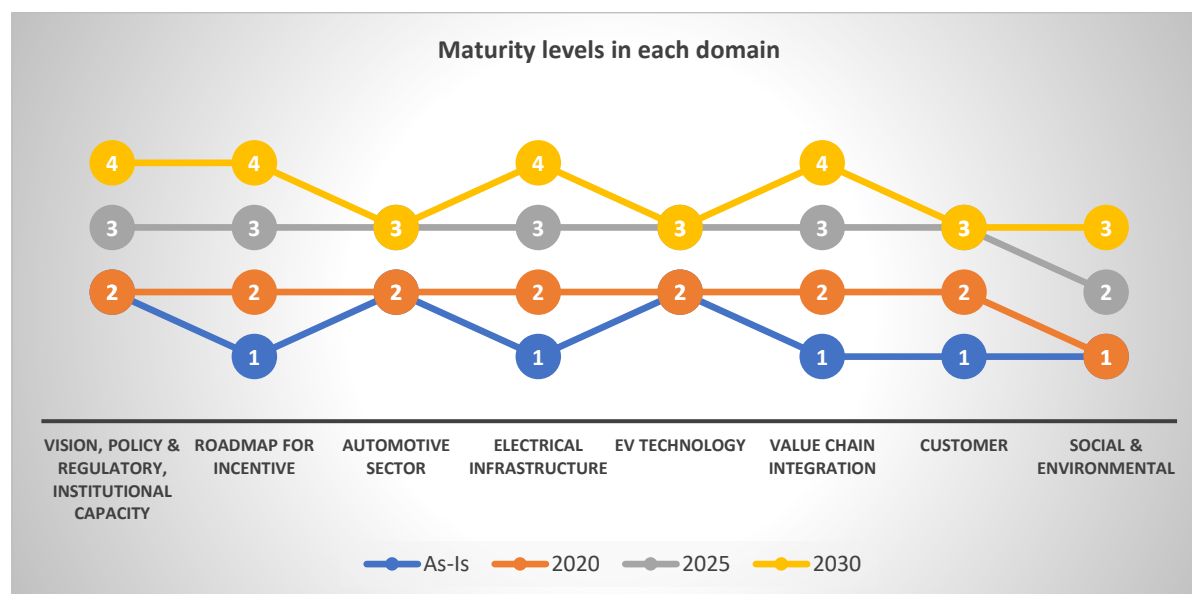 Maturity levels in each domain
4 4 4 4
3 3 3 3 3 3 3 3
2 2 2 2 2 2 2 2
1 1 1 1 1
VISION, POLICY & ROADMAP FOR AUTOMOTIVE ELECTRICAL EV TECHNOLOGY VALUE CHAIN CUSTOMER SOCIAL &
REGULATORY, INCENTIVE SECTOR INFRASTRUCTURE INTEGRATION ENVIRONMENTAL
INSTITUTIONAL
CAPACITY
As-Is 2020 2025 2030